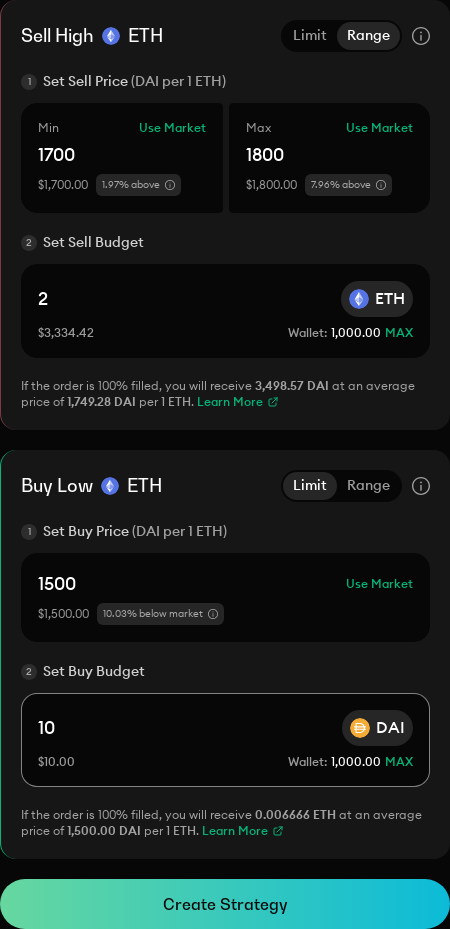 Sell High ETH Limit Range
1 Set Sell Price (DAI per 1 ETH)
Min Use Market Max Use Market
1700 1800
$1,700.00 1.97% above $1,800.00 7.96% above
2 Set Sell Budget
2 ETH
$3,334.42 Wallet: 1,000.00 MAX
If the order is 100% filled, you will receive 3,498.57 DAI at an average
price of 1,749.28 DAI per 1 ETH. Learn More
Buy Low ETH Limit Range
1 Set Buy Price (DAI per 1 ETH)
1500 Use Market
$1,500.00 10.03% below market
2 Set Buy Budget
10 DAI
$10.00 Wallet: 1,000.00 MAX
If the order is 100% filled, you will receive 0.006666 ETH at an average
price of 1,500.00 DAI per 1 ETH. Learn More
Create Strategy